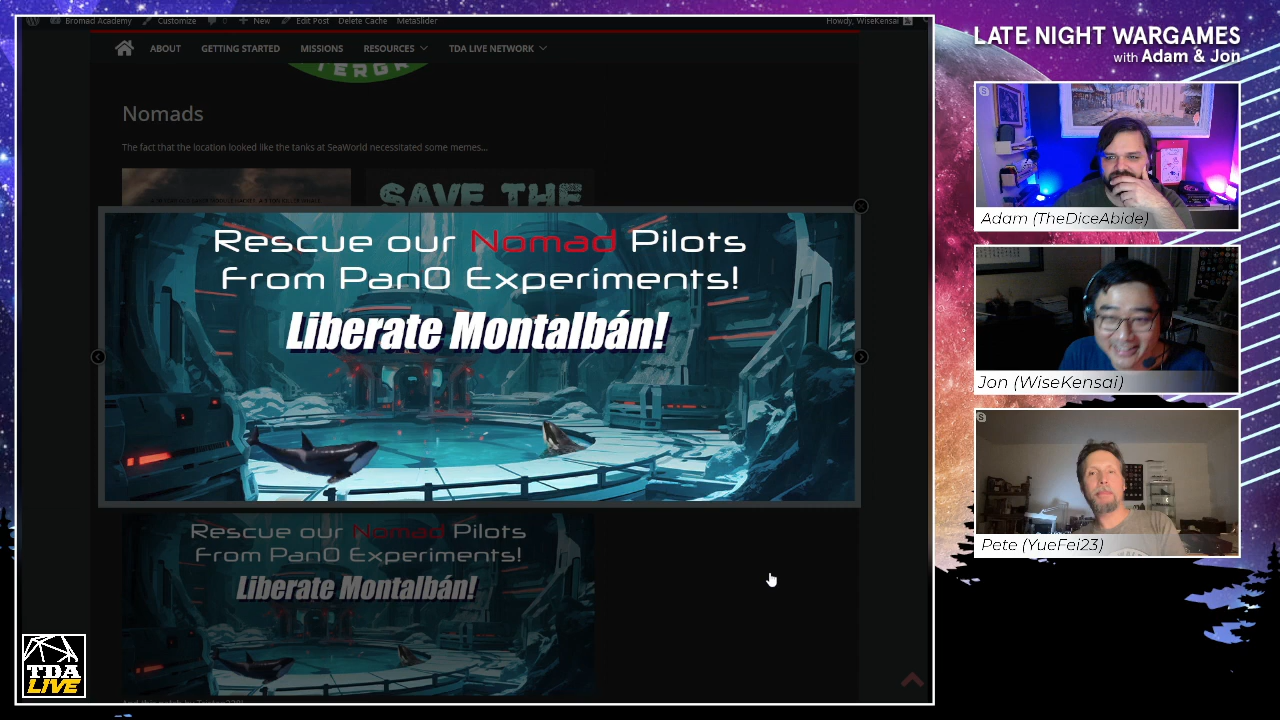 Bromad Academy
Customize
0
New
Edit Post
Delete Cache
MetaSlider
Howdy, WiseKensai
ABOUT
GETTING STARTED
MISSIONS
RESOURCES
TDA LIVE NETWORK
TERGR
Nomads
The fact that the location looked like the tanks at SeaWorld necessitated some memes...
SAVE THE
Rescue our Nomad Pilots
From PanO Experiments!
Liberate Montalbán!
Rescue our Nomad Pilots
From PanO Experiments!
Liberate Montalbán!
TDA
LIVE
LATE NIGHT WARGAMES
with Adam & Jon
Adam (TheDiceAbide)
Jon (WiseKensai)
Pete (YueFei23)